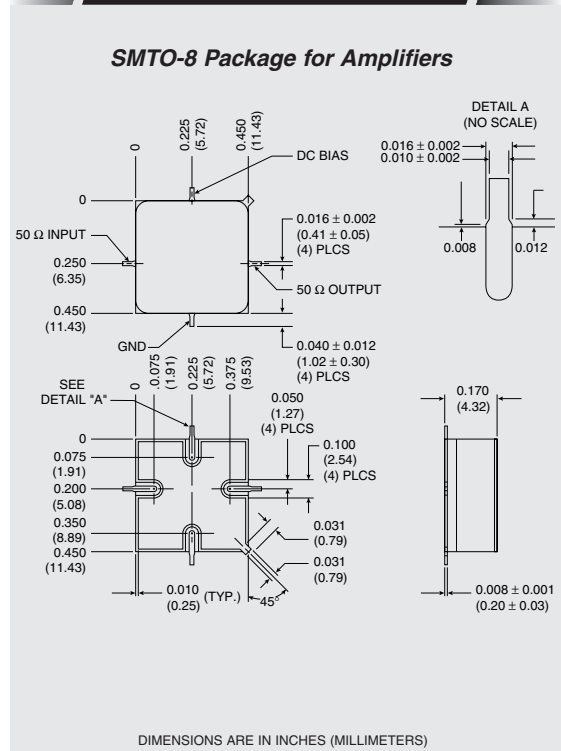 SMTO-8 Package for Amplifiers
0
0.225
(5.72)
0.450
(11.43)
DC BIAS
0
50 Ω INPUT
0.250
(6.35)
0.450
(11.43)
GND
0.016 ± 0.002
(0.41 ± 0.05)
(4) PLCS
50 Ω OUTPUT
0.040 ± 0.012
(1.02 ± 0.30)
(4) PLCS
DETAIL A
(NO SCALE)
0.016 ± 0.002
0.010 ± 0.002
0.008
0.012
SEE
DETAIL "A"
0
.0.075
(1.91)
0.225
(5.72)
0.375
(9.53)
0.050
(1.27)
(4) PLCS
0.100
(2.54)
(4) PLCS
0
0.075
(1.91)
0.200
(5.08)
0.350
(8.89)
0.450
(11.43)
0.031
(0.79)
0.031
(0.79)
0.010
(0.25)
(TYP.)
45°
0.170
(4.32)
0.008 ± 0.001
(0.20 ± 0.03)
DIMENSIONS ARE IN INCHES (MILLIMETERS)